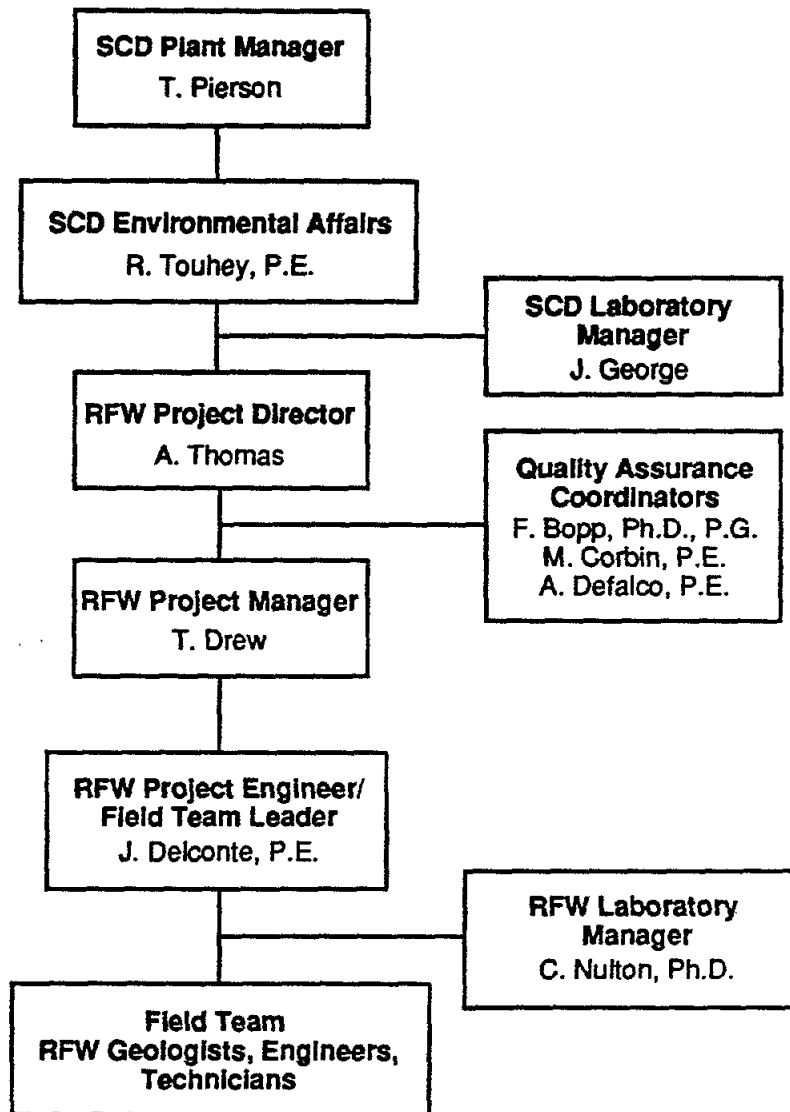 SCD Plant Manager
T. Pierson
SCD Environmental Affairs
R. Touhey, P.E.
SCD Laboratory
Manager
J. George
RFW Project Director
A. Thomas
Quality Assurance
Coordinators
F. Bopp, Ph.D., P.G.
M. Corbin, P.E.
A. Defalco, P.E.
RFW Project Manager
T. Drew
RFW Project Engineer/
Field Team Leader
J. Delconte, P.E.
RFW Laboratory
Manager
C. Nulton, Ph.D.
Field Team
RFW Geologists, Engineers,
Technicians